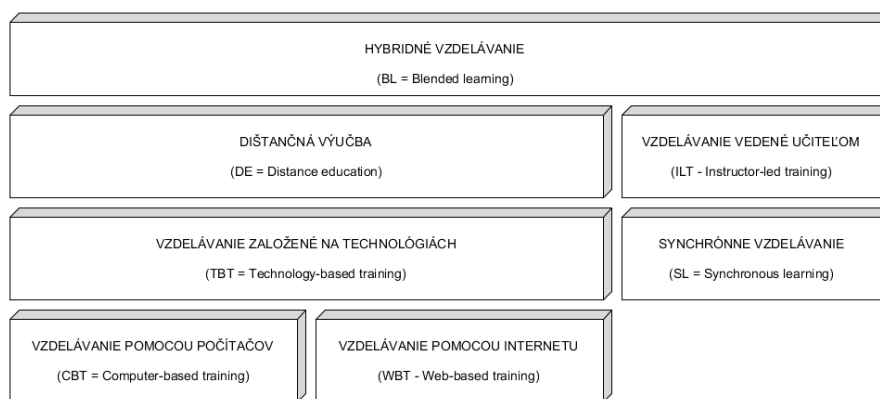 HYBRIDNÉ VZDELÁVANIE
(BL = Blended learning)
DIŠTANČNÁ VÝUČBA
(DE = Distance education)
VZDELÁVANIE VEDENÉ UČITEĽOM
(ILT - Instructor-led training)
VZDELÁVANIE ZALOŽENÉ NA TECHNOLÓGIÁCH
(TBT = Technology-based training)
SYNCHRÓNNE VZDELÁVANIE
(SL = Synchronous learning)
VZDELÁVANIE POMOCOU POČÍTAČOV
(CBT = Computer-based training)
VZDELÁVANIE POMOCOU INTERNETU
(WBT - Web-based training)